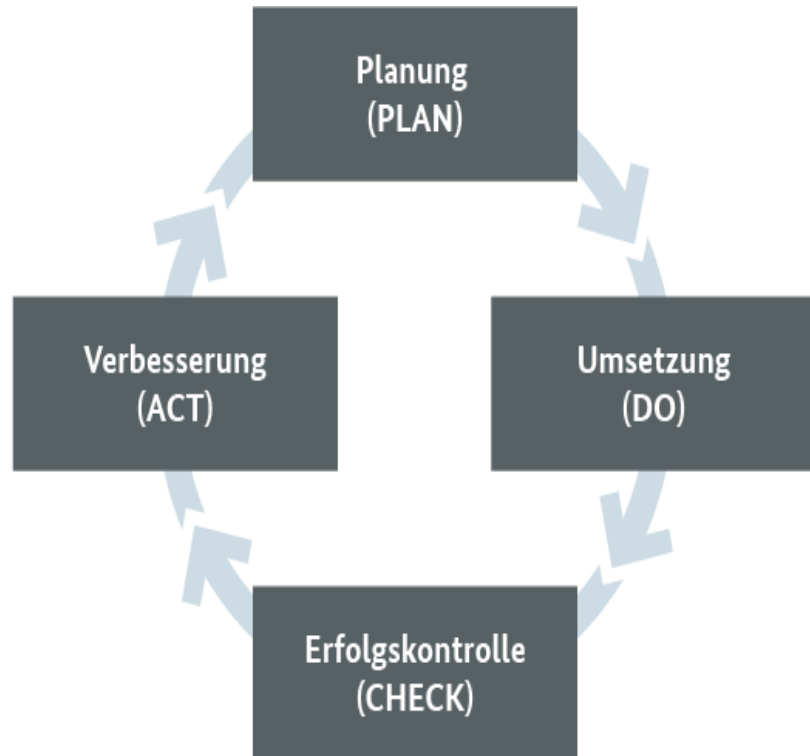 Planung
(PLAN)
Verbesserung
(ACT)
Umsetzung
(DO)
Erfolgskontrolle
(CHECK)